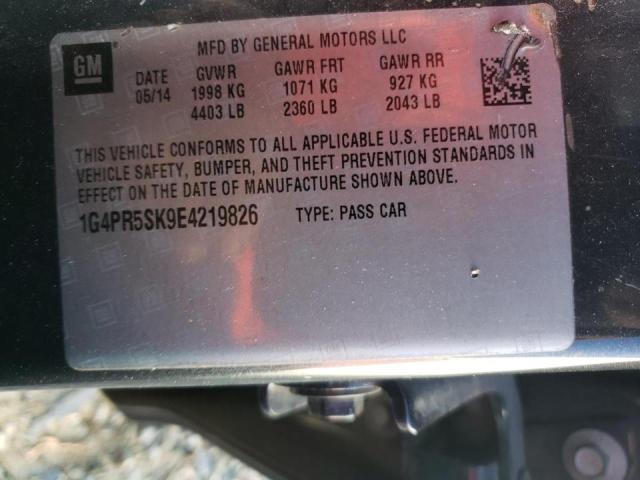 GM
MFD BY GENERAL MOTORS LLC
DATE GVWR GAWR FRT GAWR RR
05/14 1998 KG 1071 KG 927 KG
4403 LB 2360 LB 2043 LB
THIS VEHICLE CONFORMS TO ALL APPLICABLE U.S. FEDERAL MOTOR
VEHICLE SAFETY, BUMPER, AND THEFT PREVENTION STANDARDS IN
EFFECT ON THE DATE OF MANUFACTURE SHOWN ABOVE.
1G4PR5SK9E4219826 TYPE: PASS CAR